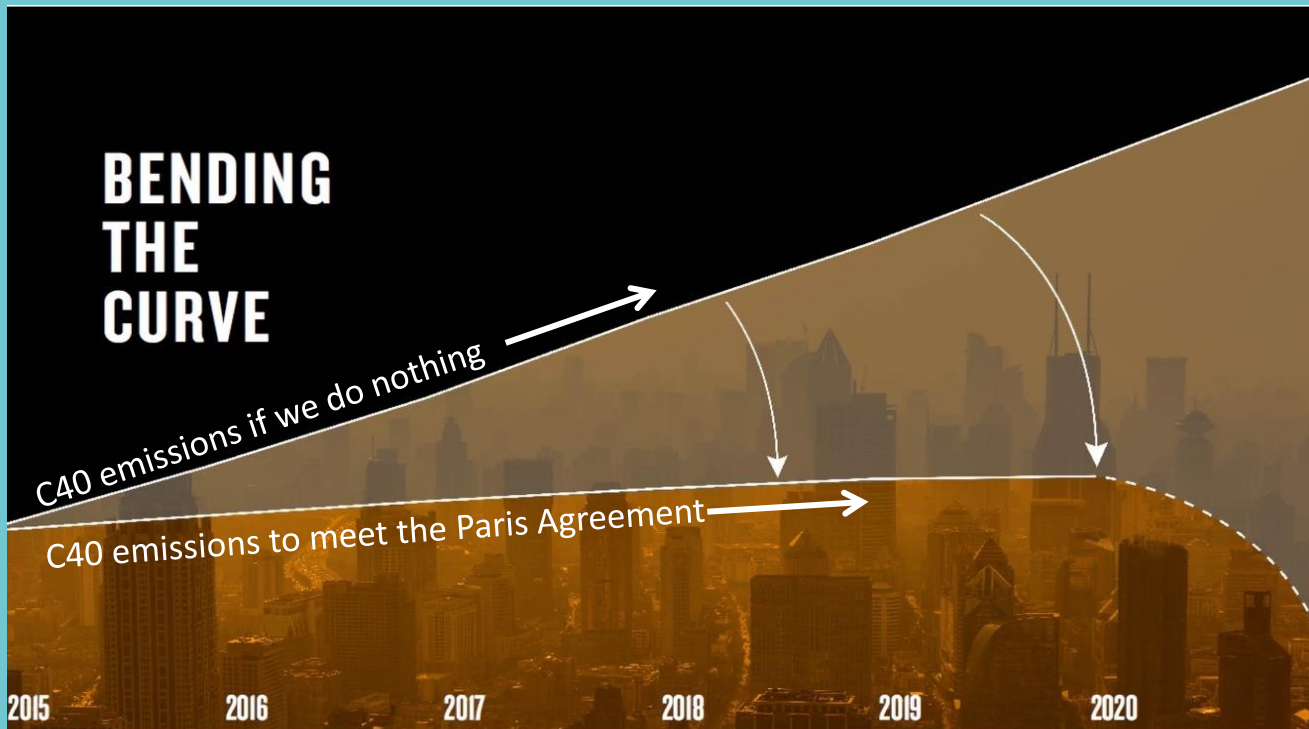 BENDING
THE
CURVE
C40 emissions if we do nothing
C40 emissions to meet the Paris Agreement
2015 2016 2017 2018 2019 2020